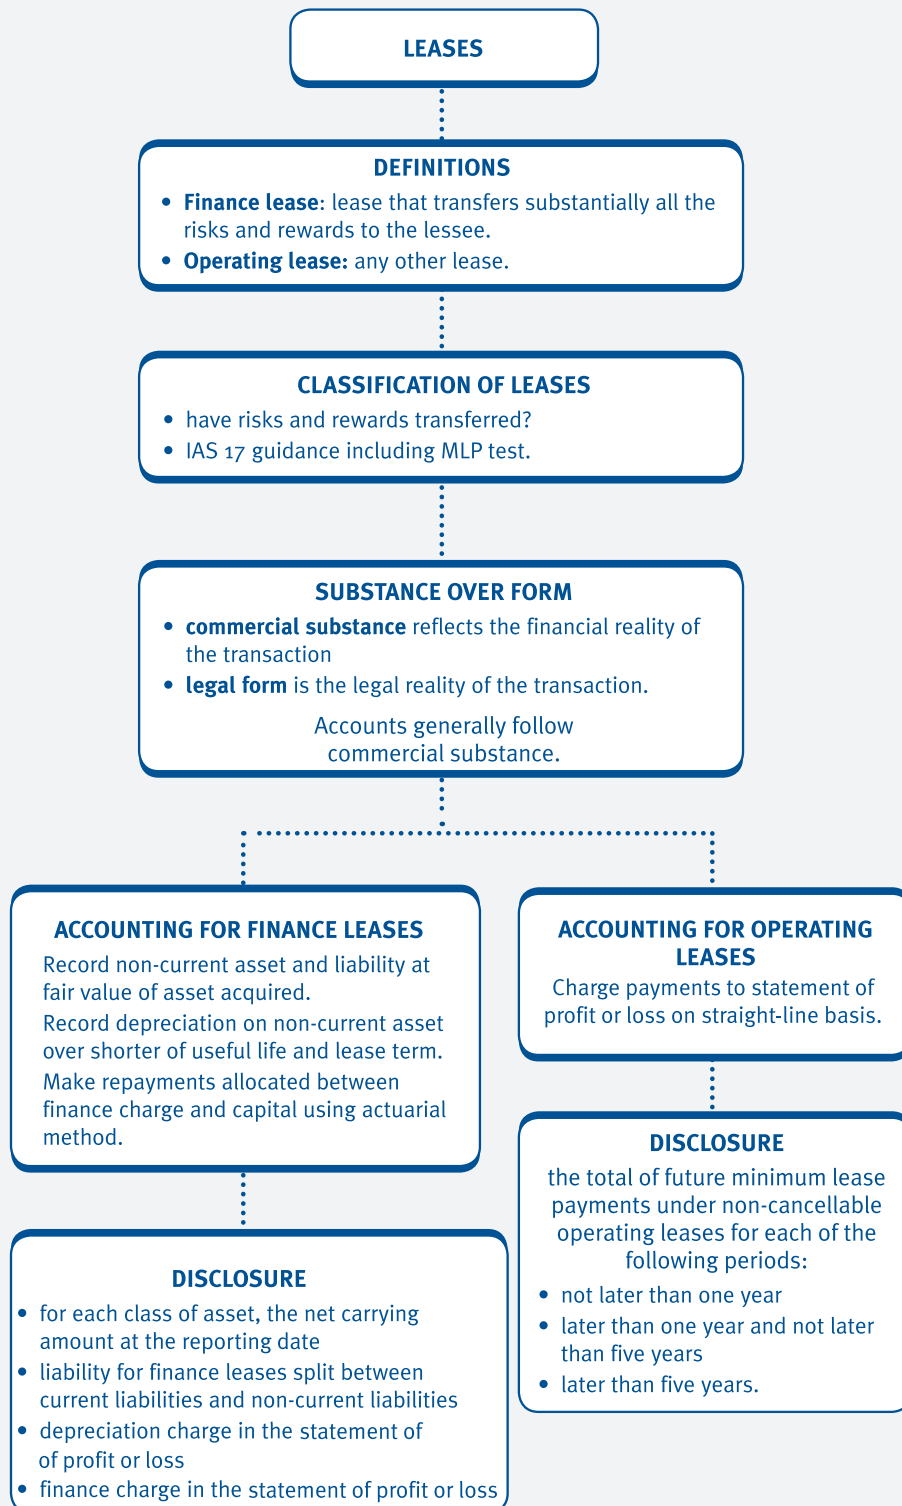 LEASES
DEFINITIONS
• Finance lease: lease that transfers substantially all the
risks and rewards to the lessee.
• Operating lease: any other lease.
CLASSIFICATION OF LEASES
• have risks and rewards transferred?
• IAS 17 guidance including MLP test.
SUBSTANCE OVER FORM
• commercial substance reflects the financial reality of
the transaction
• legal form is the legal reality of the transaction.
Accounts generally follow
commercial substance.
ACCOUNTING FOR FINANCE LEASES
Record non-current asset and liability at
fair value of asset acquired.
Record depreciation on non-current asset
over shorter of useful life and lease term.
Make repayments allocated between
finance charge and capital using actuarial
method.
DISCLOSURE
• for each class of asset, the net carrying
amount at the reporting date
• liability for finance leases split between
current liabilities and non-current liabilities
• depreciation charge in the statement of
of profit or loss
• finance charge in the statement of profit or loss
ACCOUNTING FOR OPERATING
LEASES
Charge payments to statement of
profit or loss on straight-line basis.
DISCLOSURE
the total of future minimum lease
payments under non-cancellable
operating leases for each of the
following periods:
• not later than one year
• later than one year and not later
than five years
• later than five years.